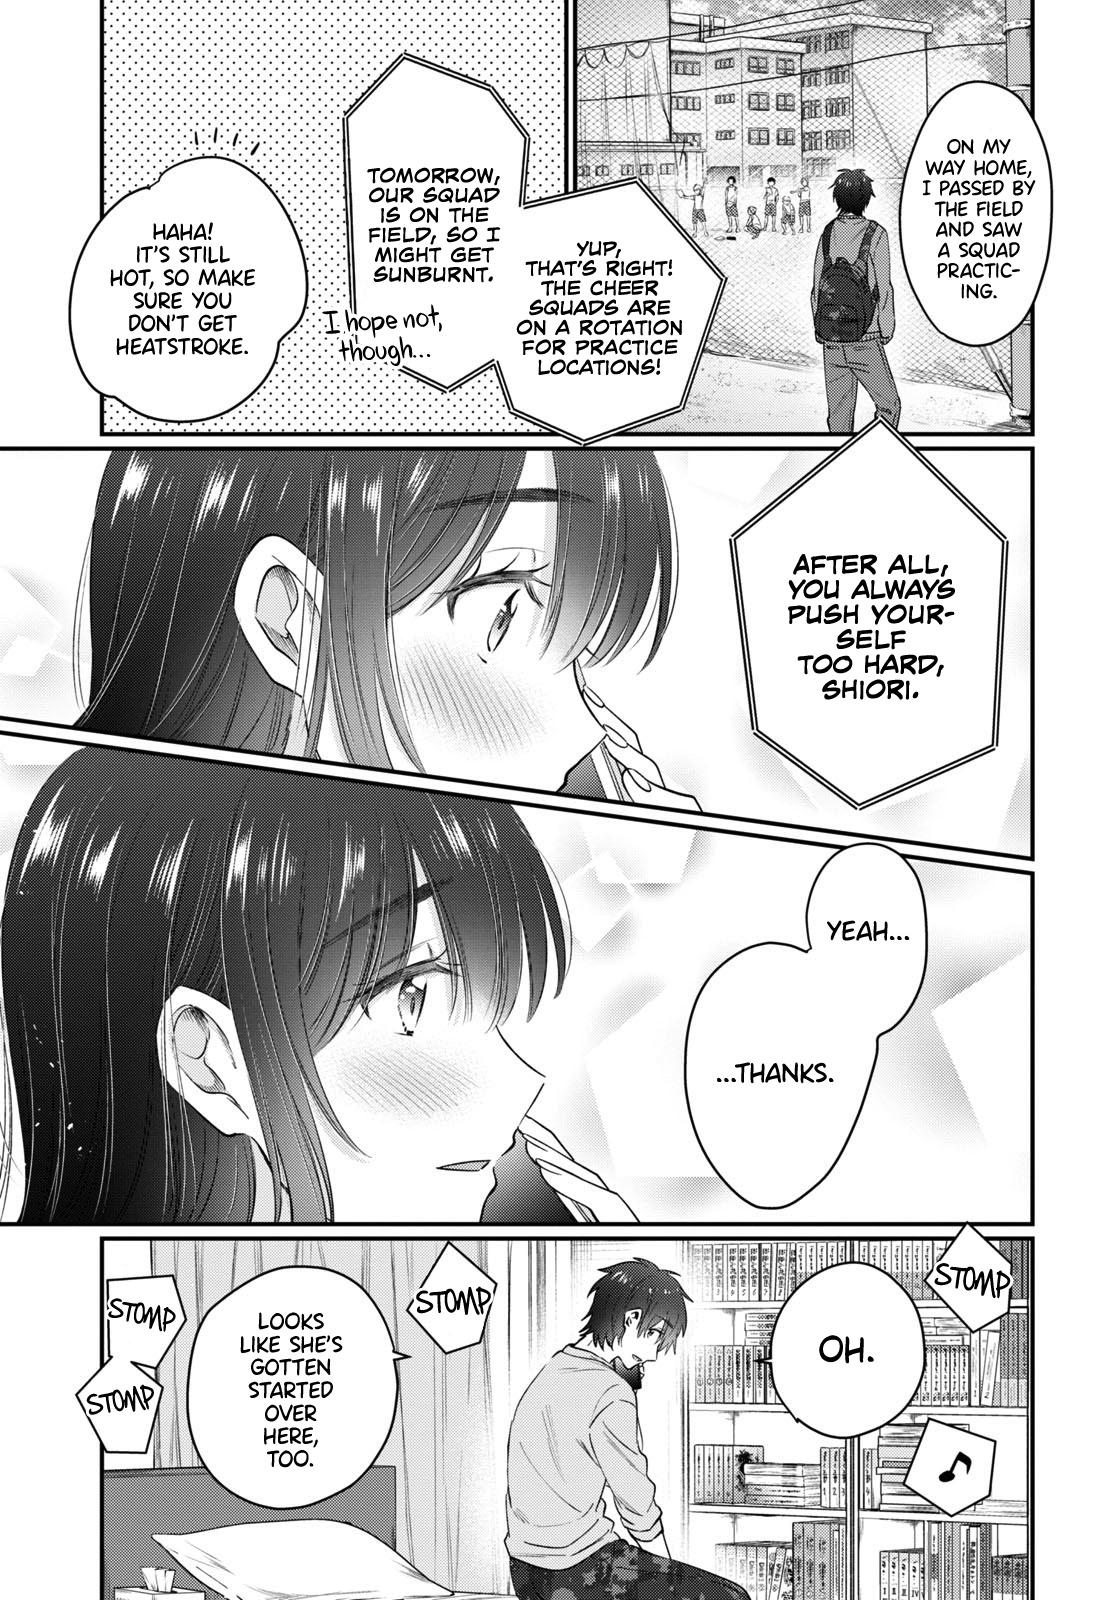 ON MY
WAY HOME,
I PASSED BY
THE FIELD
AND SAW
A SQUAD
PRACTIC-
ING.
YUP,
THAT'S RIGHT!
THE CHEER
SQUADS ARE
ON A ROTATION
FOR PRACTICE
LOCATIONS!
TOMORROW,
OUR SQUAD
IS ON THE
FIELD, SO I
MIGHT GET
SUNBURNT.
I hope not,
though...
HAHA!
IT'S STILL
HOT, SO MAKE
SURE YOU
DON'T GET
HEATSTROKE.
AFTER ALL,
YOU ALWAYS
PUSH YOUR-
SELF
TOO HARD,
SHIORI.
YEAH...
...THANKS.
STOMP
OH.
STOMP
LOOKS
LIKE SHE'S
GOTTEN
STARTED
OVER
HERE,
TOO.
STOMP
STOMP